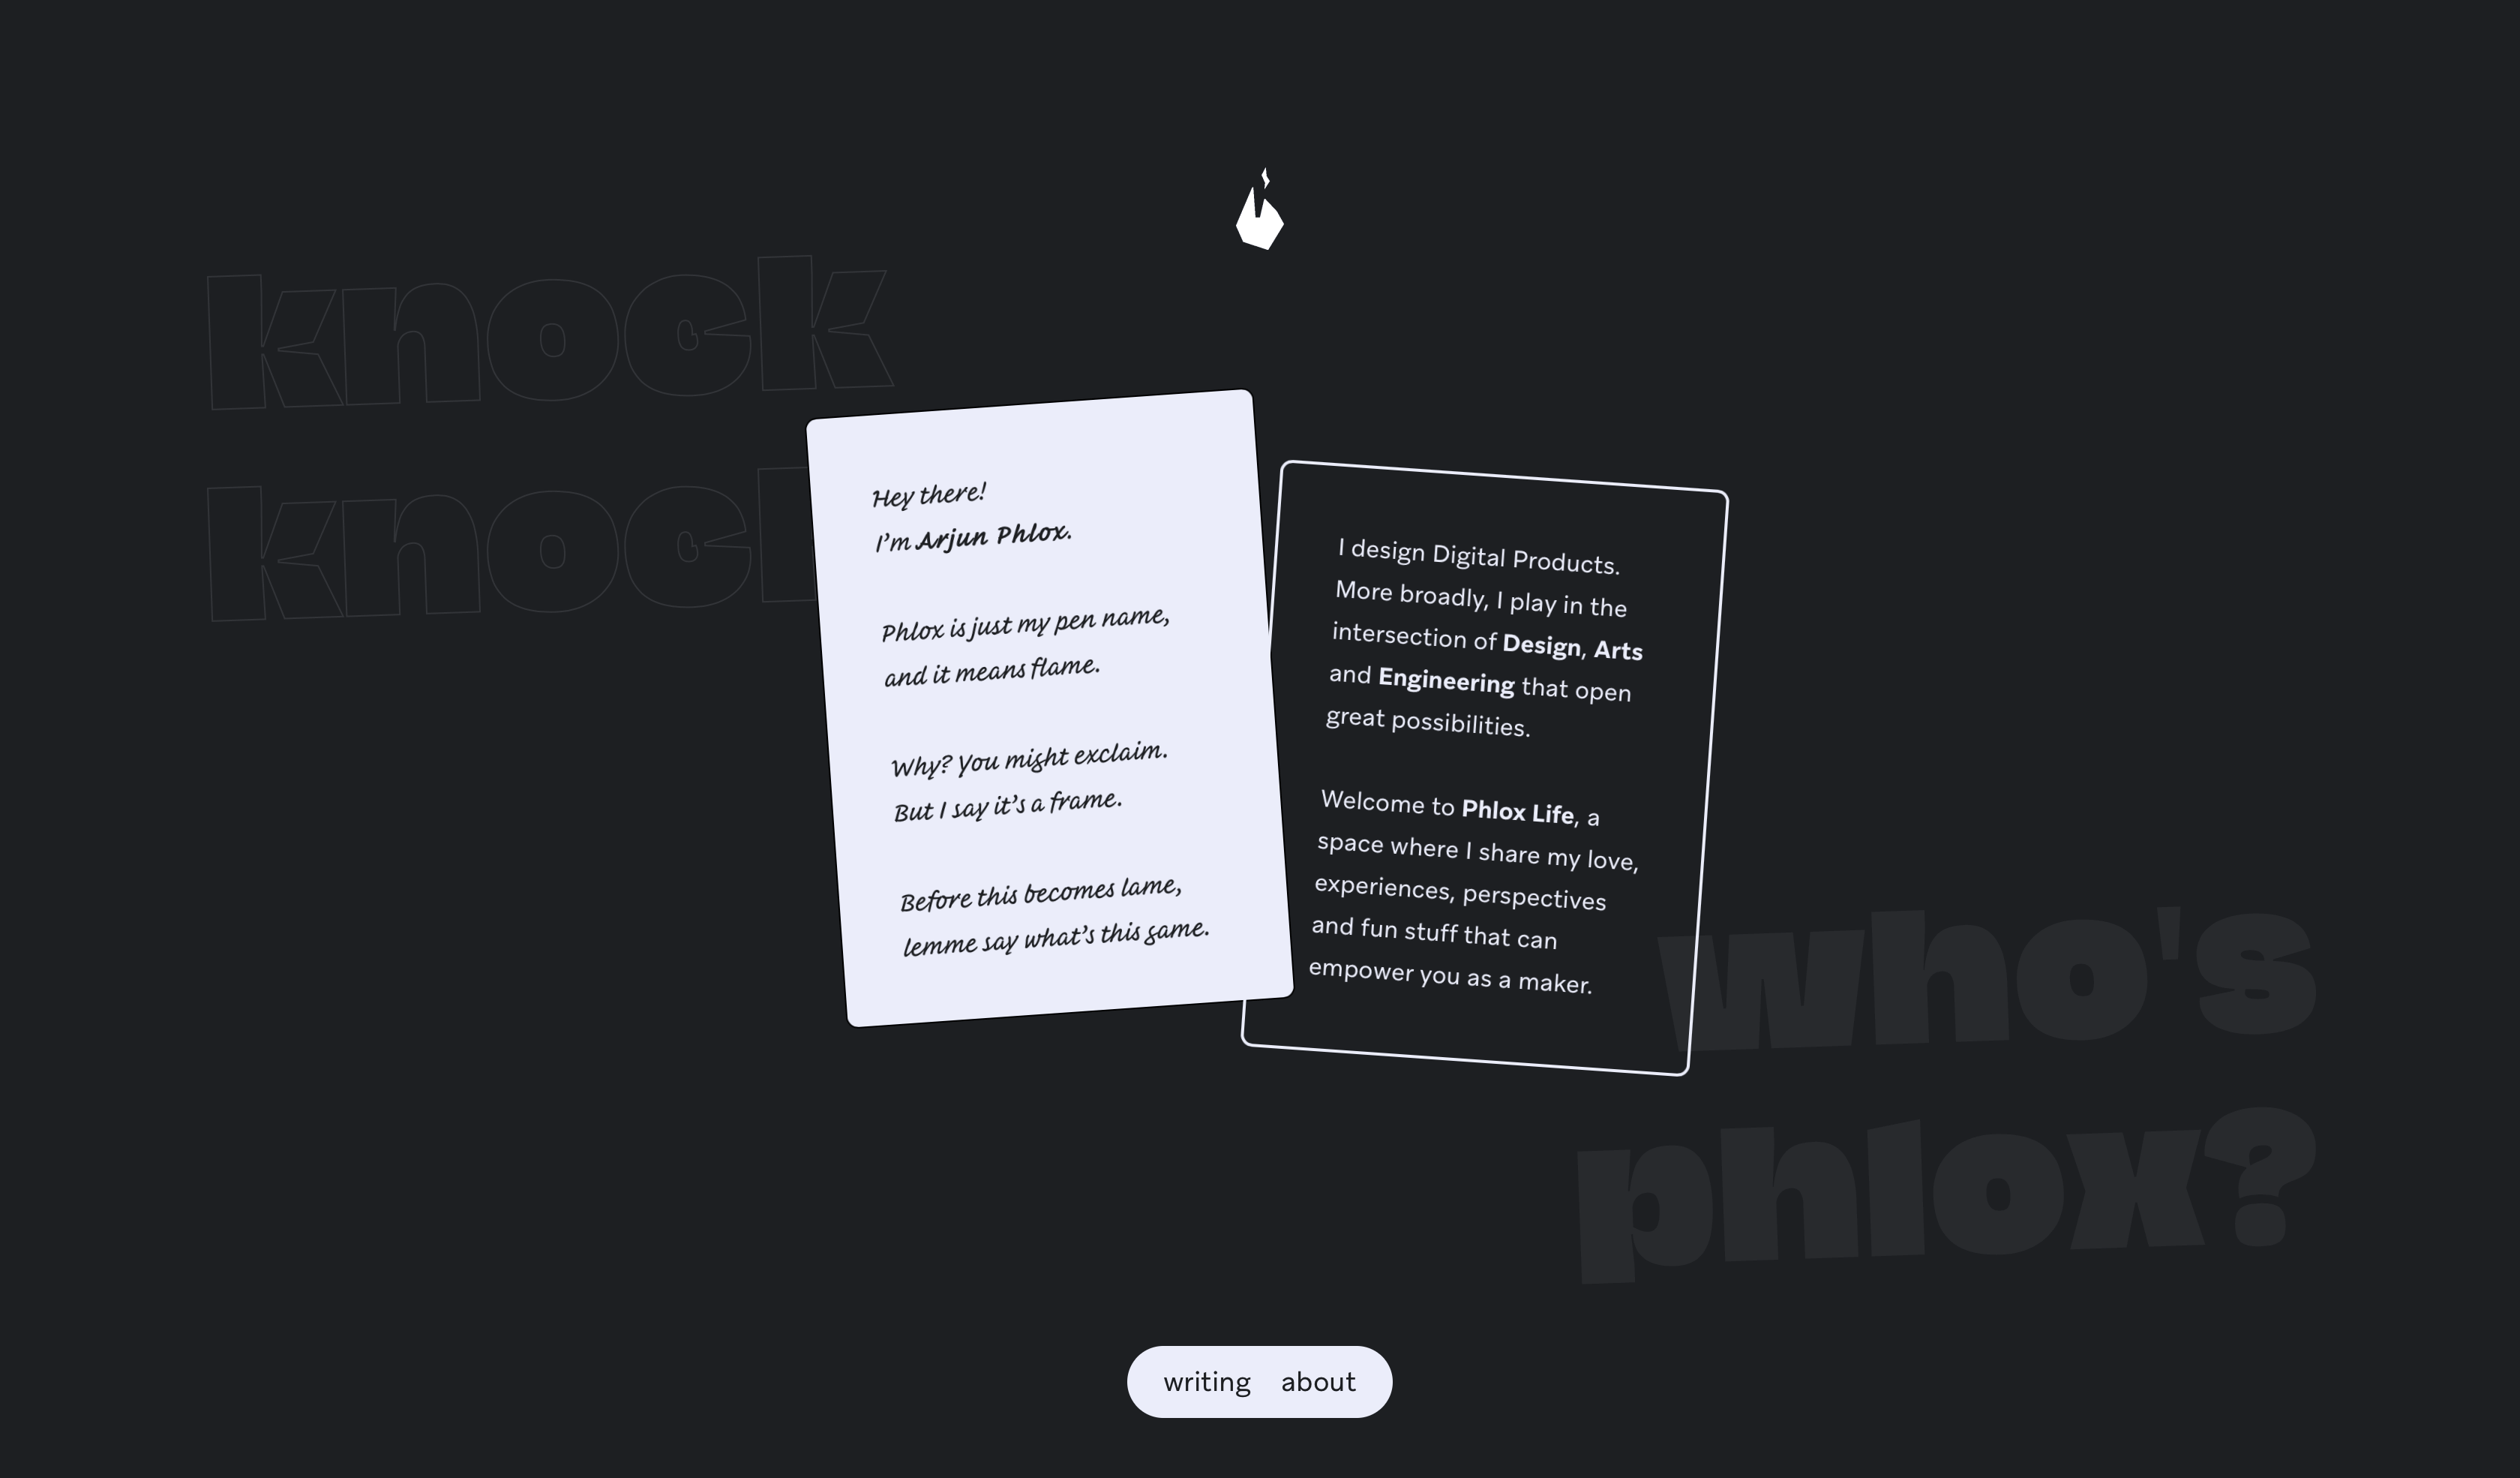 knock
knock
Hey there!
I’m Arjun Phlox.
Phlox is just my pen name,
and it means flame.
Why? You might exclaim.
But I say it’s a frame.
Before this becomes lame,
lemme say what’s this game.
I design Digital Products.
More broadly, I play in the
intersection of Design, Arts
and Engineering that open
great possibilities.
Welcome to Phlox Life, a
space where I share my love,
experiences, perspectives
and fun stuff that can
empower you as a maker.
who's
phlox?
writing about